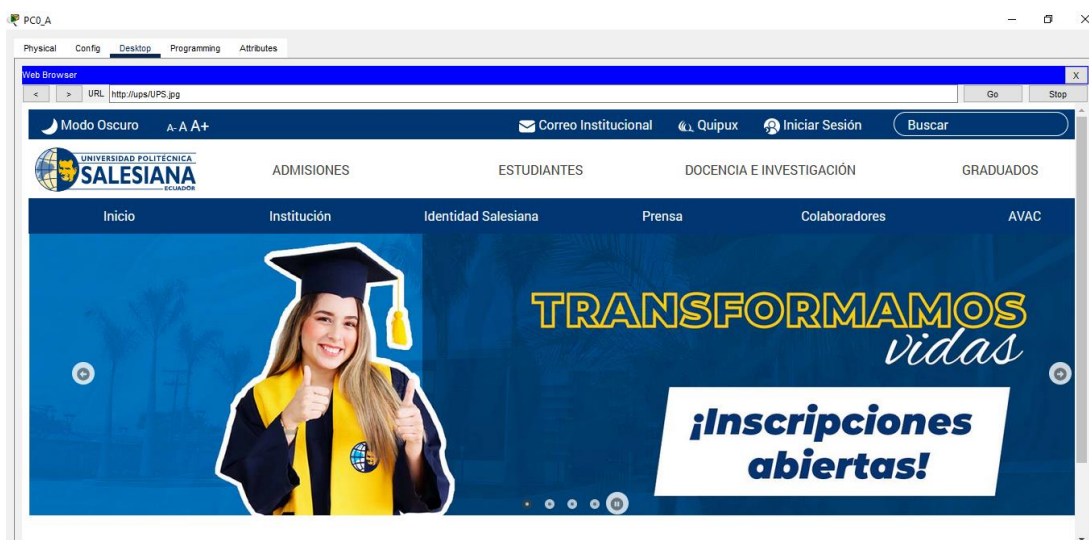 PC0_A
Physical Config Desktop Programming Attributes
Web Browser X
< > URL http://ups/UPS.jpg Go Stop
Modo Oscuro A- A A+ Correo Institucional Quipux Iniciar Sesión Buscar
UNIVERSIDAD POLITÉCNICA
SALESIANA
ECUADOR
ADMISIONES ESTUDIANTES DOCENCIA E INVESTIGACIÓN GRADUADOS
Inicio Institución Identidad Salesiana Prensa Colaboradores AVAC
TRANSFORMAMOS
vidas
¡Inscripciones
abiertas!